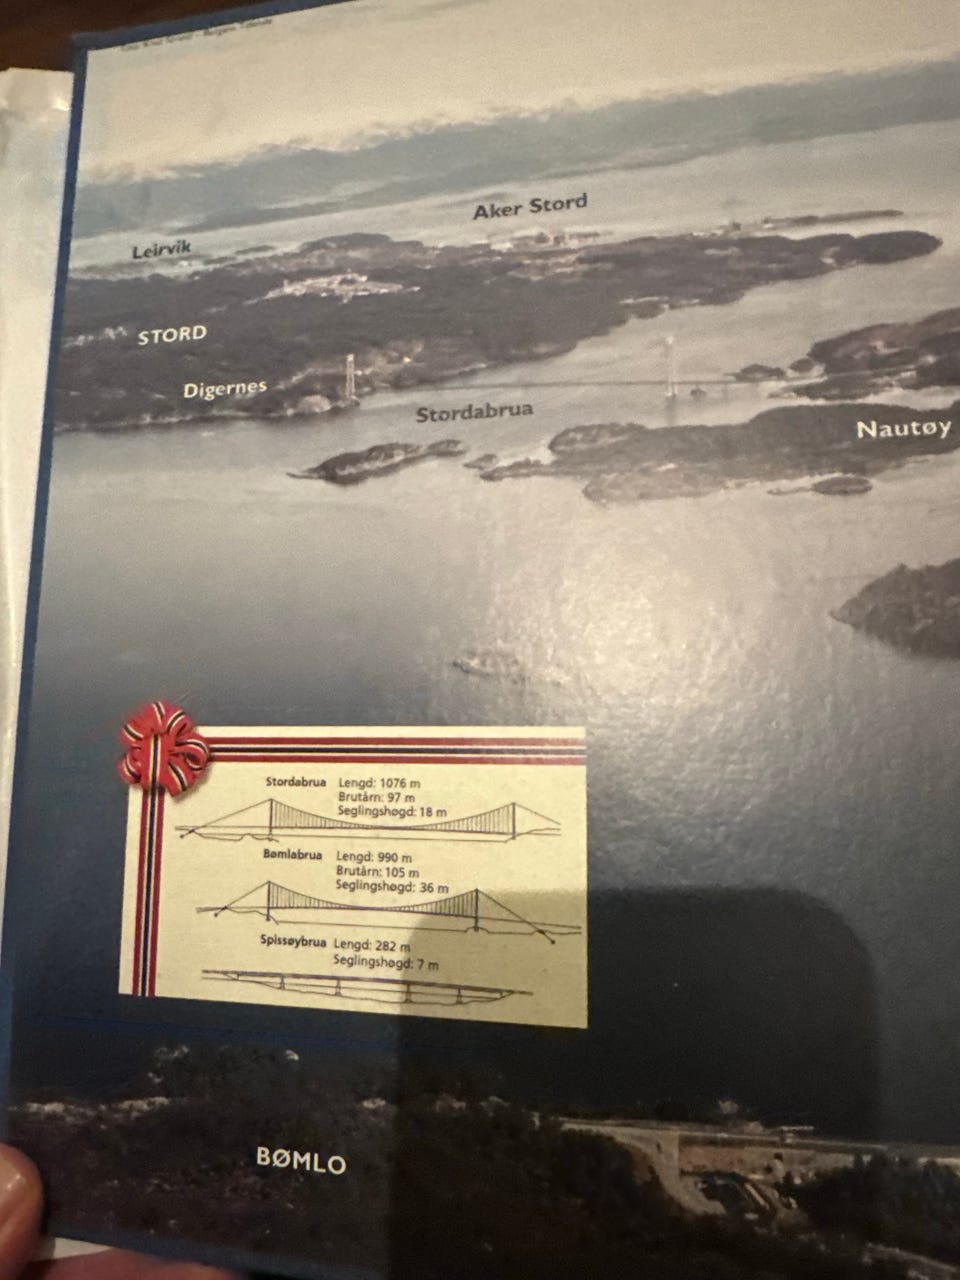 Aker Stord
Leirvik
STORD
Digernes
Stordabrua
Nautøy
Stordabrua Lengd: 1076 m
Brutårn: 97 m
Seglingshøgd: 18 m
Bømlabrua Lengd: 990 m
Brutårn: 105 m
Seglingshøgd: 36 m
Spissøybrua Lengd: 282 m
Seglingshøgd: 7 m
BØMLO